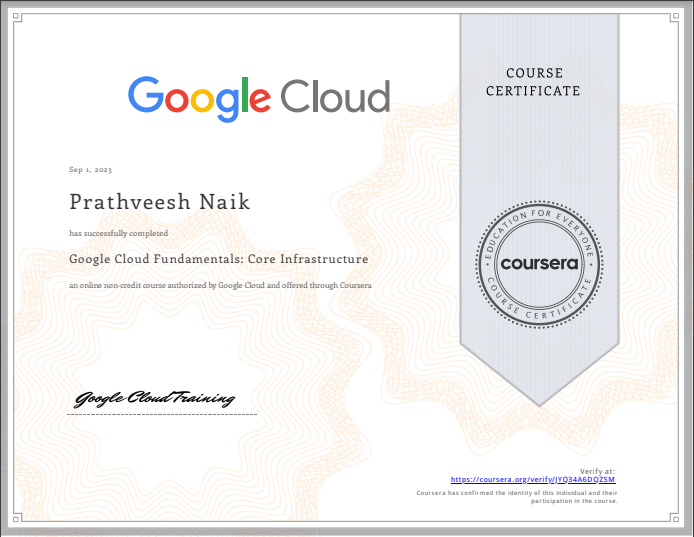 Google Cloud
COURSE
CERTIFICATE
Sep 1, 2023
Prathveesh Naik
has successfully completed
Google Cloud Fundamentals: Core Infrastructure
an online non-credit course authorized by Google Cloud and offered through Coursera
EDUCATION FOR EVERYONE
coursera
COURSE CERTIFICATE
Google Cloud Training
Verify at:
https://coursera.org/verify/JYQ34A6DQZSM
Coursera has confirmed the identity of this individual and their
participation in the course.